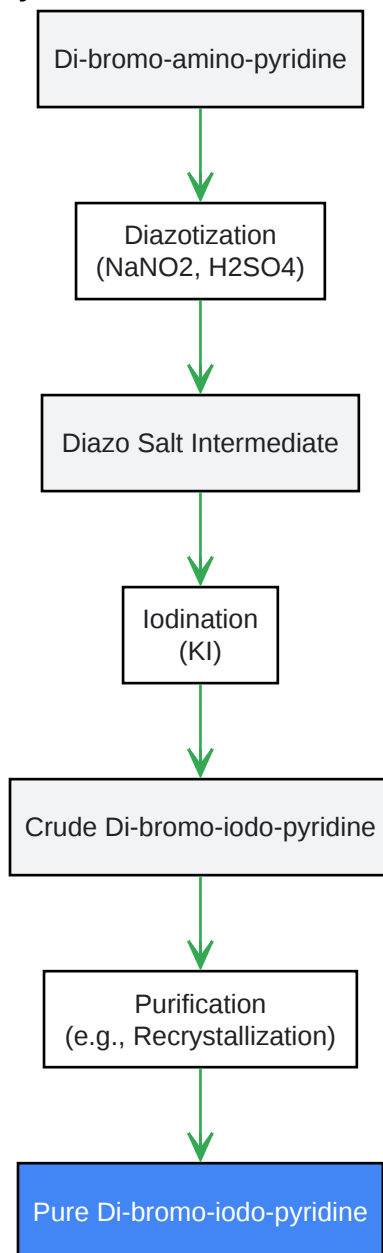 Di-bromo-amino-pyridine
Diazotization
(NaNO2, H2SO4)
Diazo Salt Intermediate
Iodination
(KI)
Crude Di-bromo-iodo-pyridine
Purification
(e.g., Recrystallization)
Pure Di-bromo-iodo-pyridine